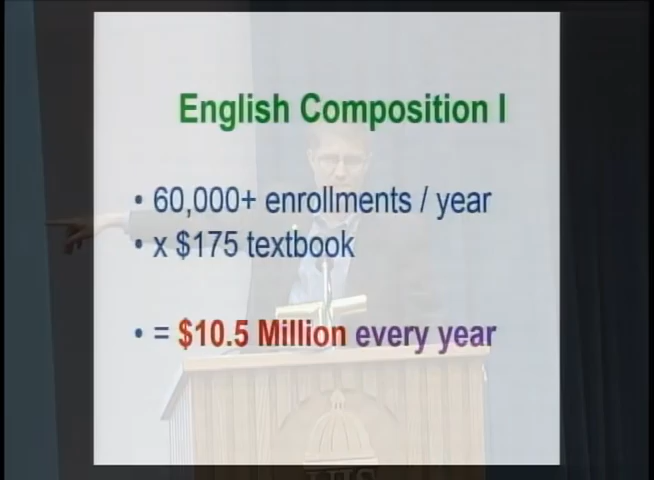 English Composition I
• 60,000+ enrollments / year
• x $175 textbook
• = $10.5 Million every year